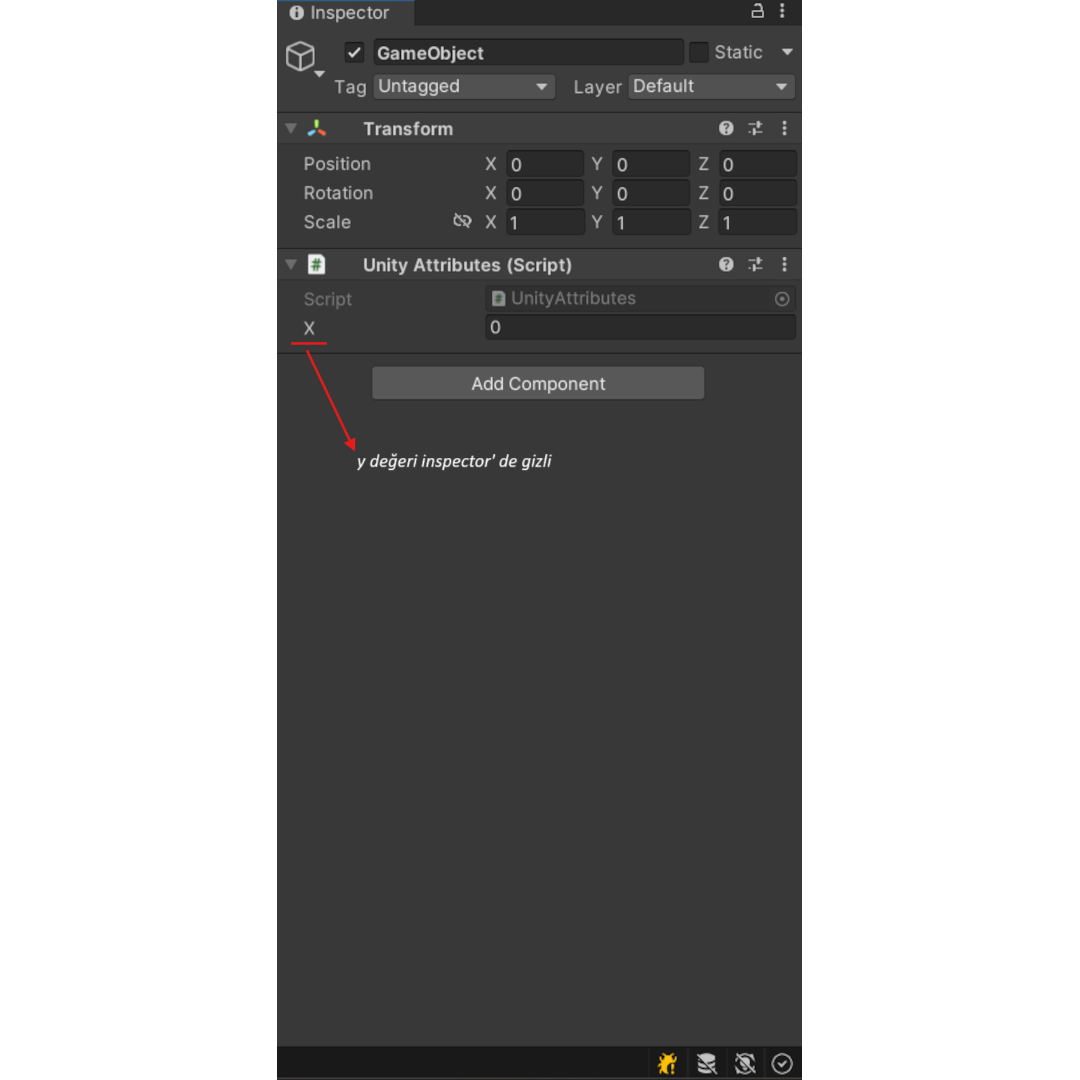 Inspector
GameObject Static
Tag Untagged Layer Default
Transform
Position X 0 Y 0 Z 0
Rotation X 0 Y 0 Z 0
Scale X 1 Y 1 Z 1
# Unity Attributes (Script)
Script # UnityAttributes
X 0
Add Component
y değeri inspector' de gizli